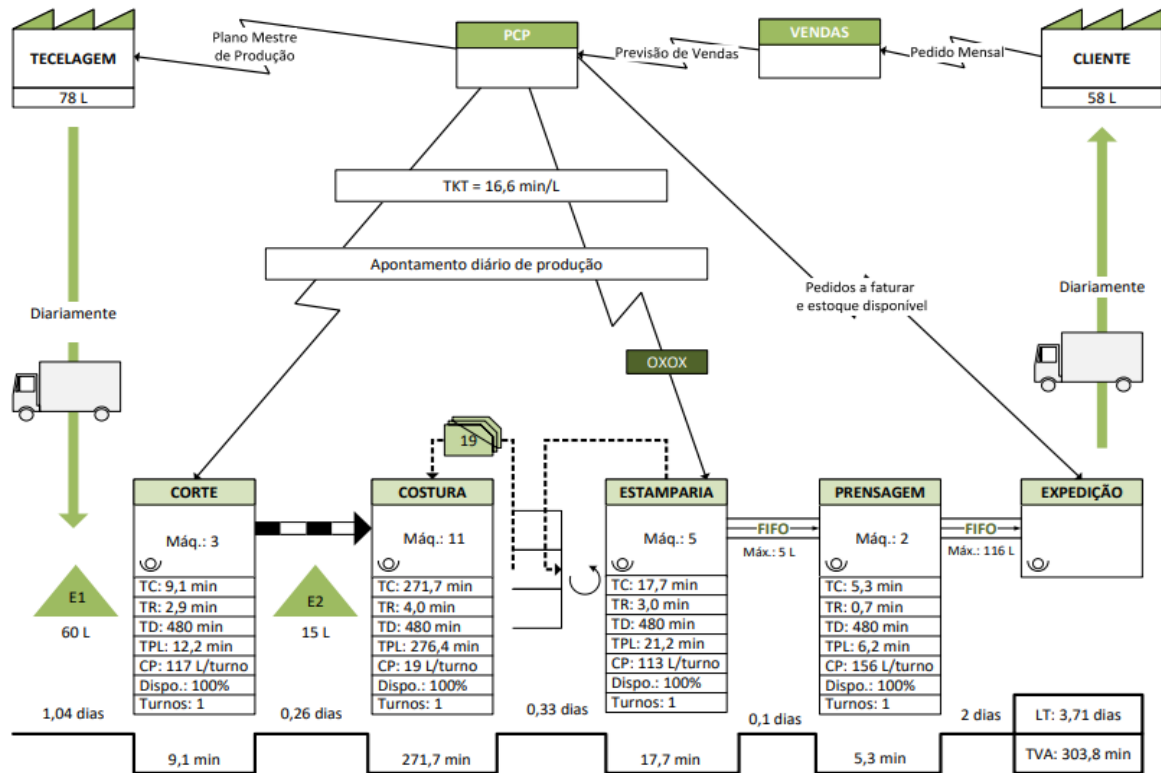 TECELAGEM
78 L
Plano Mestre
de Produção
PCP
Previsão de Vendas
VENDAS
Pedido Mensal
CLIENTE
58 L
TKT = 16,6 min/L
Apontamento diário de produção
Diariamente
Pedidos a faturar
e estoque disponível
Diariamente
OXOX
19
CORTE
Máq.: 3
TC: 9,1 min
TR: 2,9 min
TD: 480 min
TPL: 12,2 min
CP: 117 L/turno
Dispo.: 100%
Turnos: 1
COSTURA
Máq.: 11
TC: 271,7 min
TR: 4,0 min
TD: 480 min
TPL: 276,4 min
CP: 19 L/turno
Dispo.: 100%
Turnos: 1
ESTAMPARIA
Máq.: 5
TC: 17,7 min
TR: 3,0 min
TD: 480 min
TPL: 21,2 min
CP: 113 L/turno
Dispo.: 100%
Turnos: 1
FIFO
Máx.: 5 L
PRENSAGEM
Máq.: 2
TC: 5,3 min
TR: 0,7 min
TD: 480 min
TPL: 6,2 min
CP: 156 L/turno
Dispo.: 100%
Turnos: 1
FIFO
Máx.: 116 L
EXPEDIÇÃO
E1
60 L
E2
15 L
1,04 dias
0,26 dias
0,33 dias
0,1 dias
2 dias
LT: 3,71 dias
9,1 min
271,7 min
17,7 min
5,3 min
TVA: 303,8 min